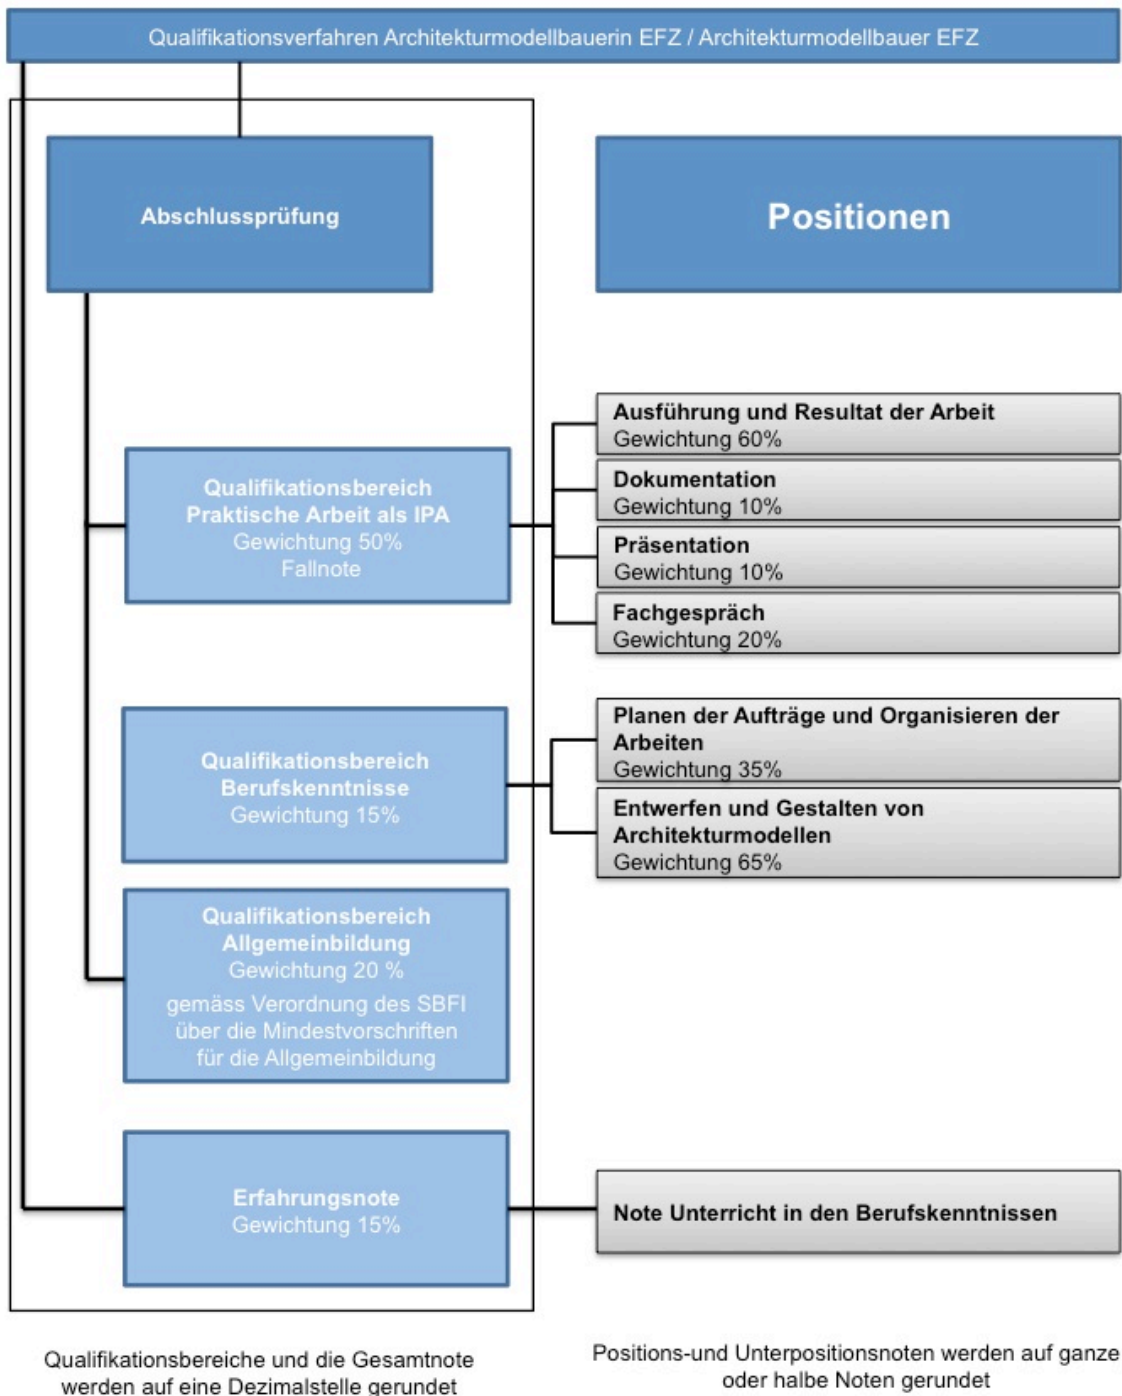 Qualifikationsverfahren Architekturmodellbauerin EFZ / Architekturmodellbauer EFZ
Abschlussprüfung
Positionen
Qualifikationsbereich
Praktische Arbeit als IPA
Gewichtung 50%
Fallnote
Ausführung und Resultat der Arbeit
Gewichtung 60%
Dokumentation
Gewichtung 10%
Präsentation
Gewichtung 10%
Fachgespräch
Gewichtung 20%
Qualifikationsbereich
Berufskenntnisse
Gewichtung 15%
Planen der Aufträge und Organisieren der
Arbeiten
Gewichtung 35%
Entwerfen und Gestalten von
Architekturmodellen
Gewichtung 65%
Qualifikationsbereich
Allgemeinbildung
Gewichtung 20 %
gemäss Verordnung des SBFI
über die Mindestvorschriften
für die Allgemeinbildung
Erfahrungsnote
Gewichtung 15%
Note Unterricht in den Berufskenntnissen
Qualifikationsbereiche und die Gesamtnote
werden auf eine Dezimalstelle gerundet
Positions-und Unterpositionsnoten werden auf ganze
oder halbe Noten gerundet